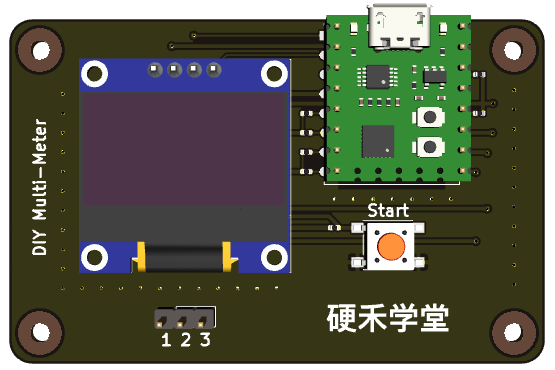 DIY Multi-Meter
Start
硬禾学堂
1 2 3